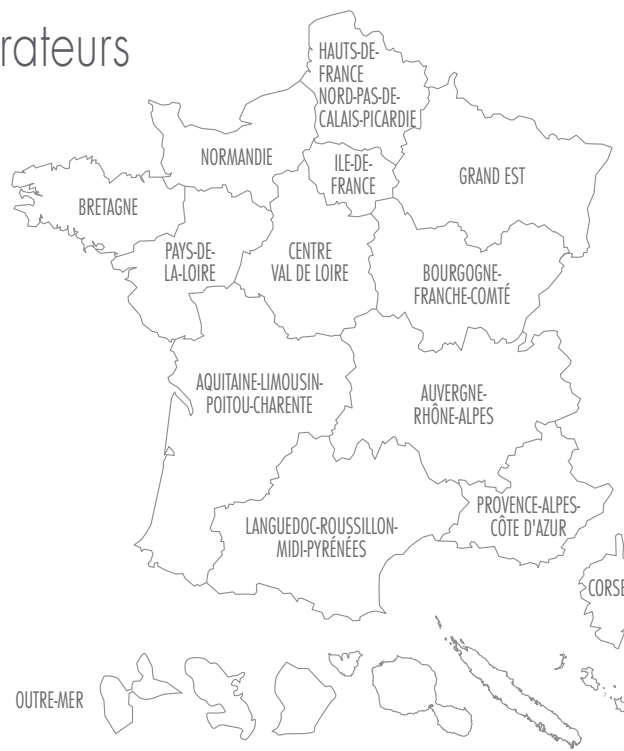 rateurs
HAUTS-DE-
FRANCE
NORD-PAS-DE-
CALAIS-PICARDIE
NORMANDIE
ILE-DE-
FRANCE
GRAND EST
BRETAGNE
PAYS-DE-
LA-LOIRE
CENTRE
VAL DE LOIRE
BOURGOGNE-
FRANCHE-COMTÉ
AQUITAINE-LIMOUSIN-
POITOU-CHARENTE
AUVERGNE-
RHÔNE-ALPES
LANGUEDOC-ROUSSILLON-
MIDI-PYRÉNÉES
PROVENCE-ALPES-
CÔTE D'AZUR
CORSE
OUTRE-MER